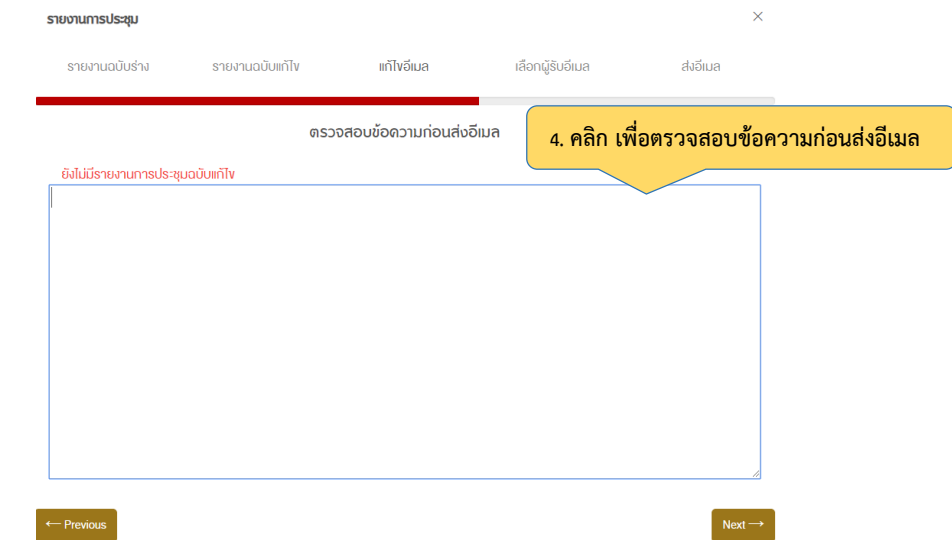 รายงานการประชุม
รายงานฉบับร่าง รายงานฉบับแก้ไข แก้ไขอีเมล เลือกผู้รับอีเมล ส่งอีเมล
ตรวจสอบข้อความก่อนส่งอีเมล
4. คลิก เพื่อตรวจสอบข้อความก่อนส่งอีเมล
ยังไม่มีรายงานการประชุมฉบับแก้ไข
← Previous
Next →